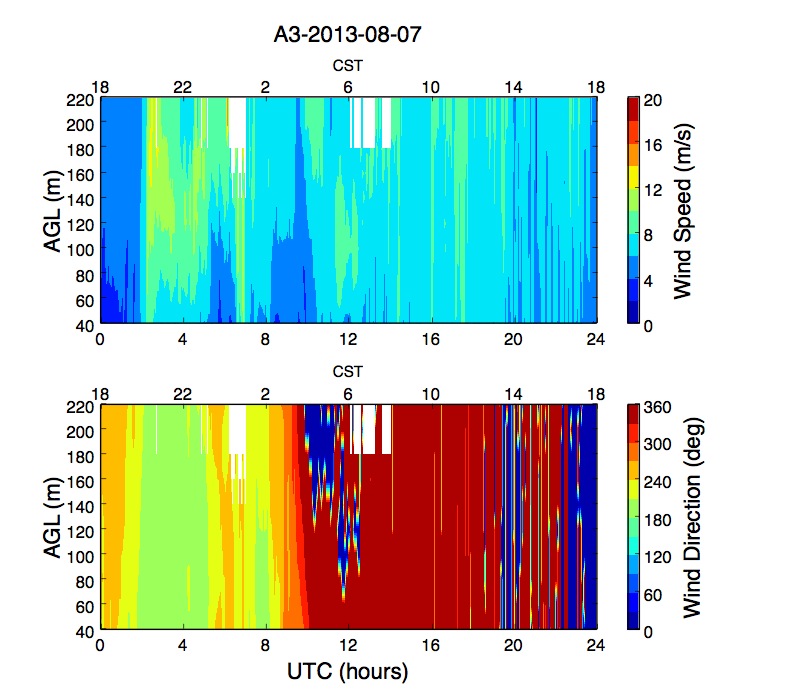 A3-2013-08-07
CST
18 22 2 6 10 14 18
220
200
180
160
140
120
100
80
60
40
AGL (m)
0 4 8 12 16 20 24
20
16
12
8
4
0
Wind Speed (m/s)
CST
18 22 2 6 10 14 18
220
200
180
160
140
120
100
80
60
40
AGL (m)
0 4 8 12 16 20 24
UTC (hours)
360
300
240
180
120
60
0
Wind Direction (deg)